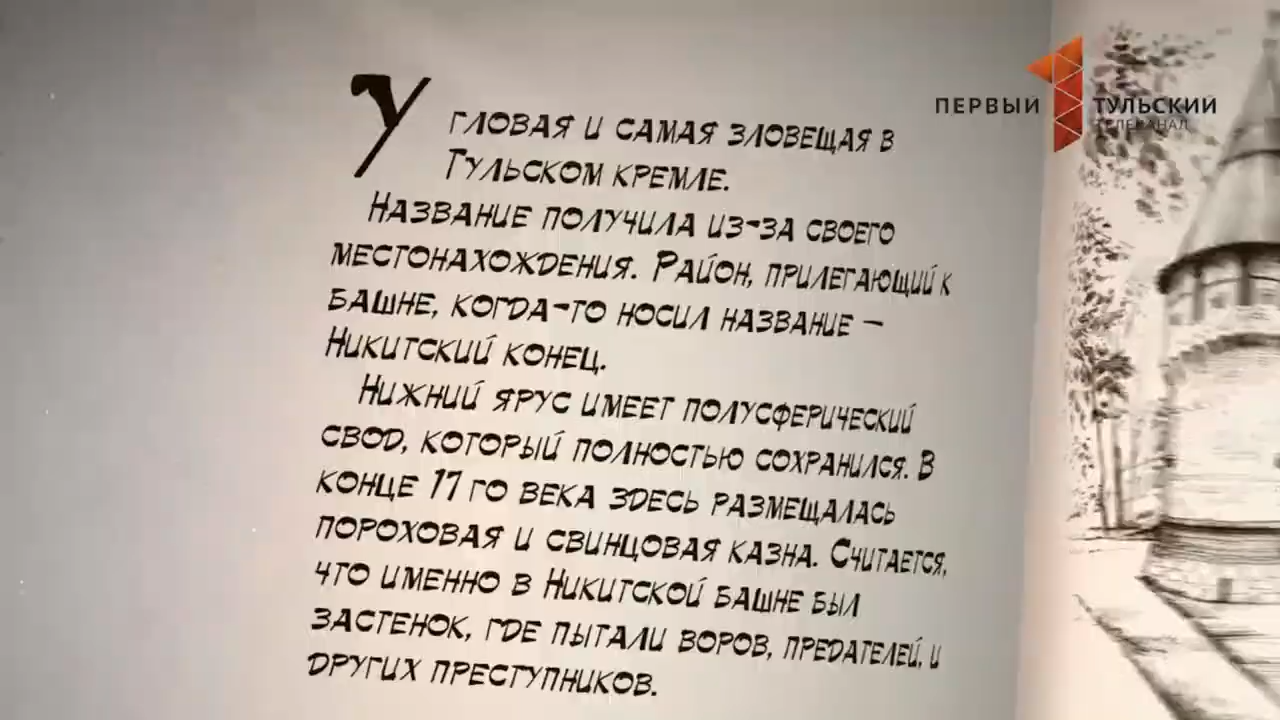 Угловая и самая зловещая в
Тульском кремле.
Название получила из-за своего
местонахождения. Район, прилегающий к
башне, когда-то носил название –
Никитский конец.
Нижний ярус имеет полусферический
свод, который полностью сохранился. В
конце 17 го века здесь размещалась
пороховая и свинцовая казна. Считается,
что именно в Никитской башне был
застенок, где пытали воров, предателей, и
других преступников.
ПЕРВЫЙ ТУЛЬСКИЙ
ТЕЛЕКАНАЛ